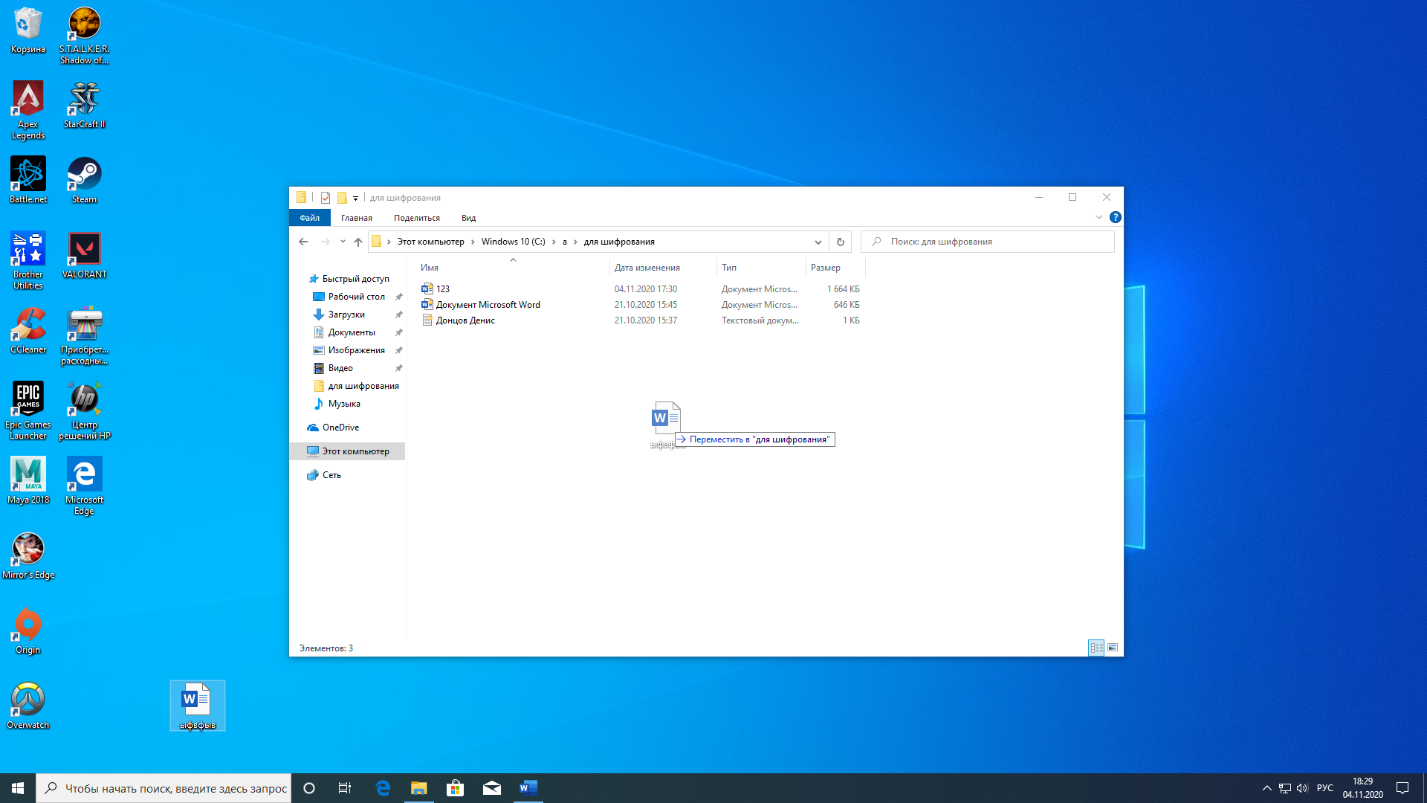 Корзина
S.T.A.L.K.E.R.
Shadow of...
Apex
Legends
StarCraft II
Battle.net
Steam
Brother
Utilities
VALORANT
CCleaner
Приобрет...
расходны...
EPIC
GAMES
Epic Games
Launcher
Центр
решений HP
MAYA
Maya 2018
Microsoft
Edge
Mirror's Edge
Origin
Overwatch
ыфвфыв
для шифрования
Файл
Главная
Поделиться
Вид
Этот компьютер
Windows 10 (C:)
a
для шифрования
Поиск: для шифрования
Имя
Дата изменения
Тип
Размер
123
04.11.2020 17:30
Документ Micros...
1 664 КБ
Документ Microsoft Word
21.10.2020 15:45
Документ Micros...
646 КБ
Донцов Денис
21.10.2020 15:37
Текстовый докум...
1 КБ
Быстрый доступ
Рабочий стол
Загрузки
Документы
Изображения
Видео
для шифрования
Музыка
OneDrive
Этот компьютер
Сеть
Переместить в "для шифрования"
Элементов: 3
Чтобы начать поиск, введите здесь запрос
РУС
18:29
04.11.2020